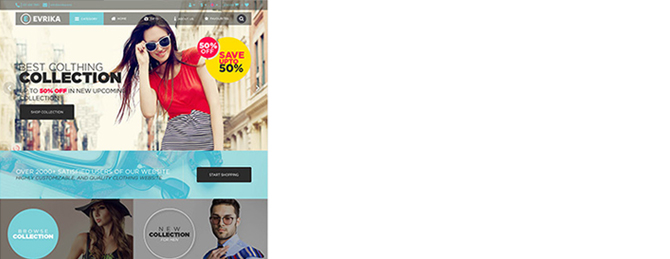 EVRIKA
HOME
50%
OFF
SAVE
UPTO
50%
BEST COLTHING
COLLECTION
UP TO 50% OFF IN NEW UPCOMING
COLLECTION
SHOP COLLECTION
OVER 2000+ SATISFIED USERS OF OUR WEBSITE
HIGHLY CUSTOMIZABLE, AND QUALITY CLOTHING WEBSITE
START SHOPPING
BROWSE
COLLECTION
NEW
COLLECTION
FOR MEN